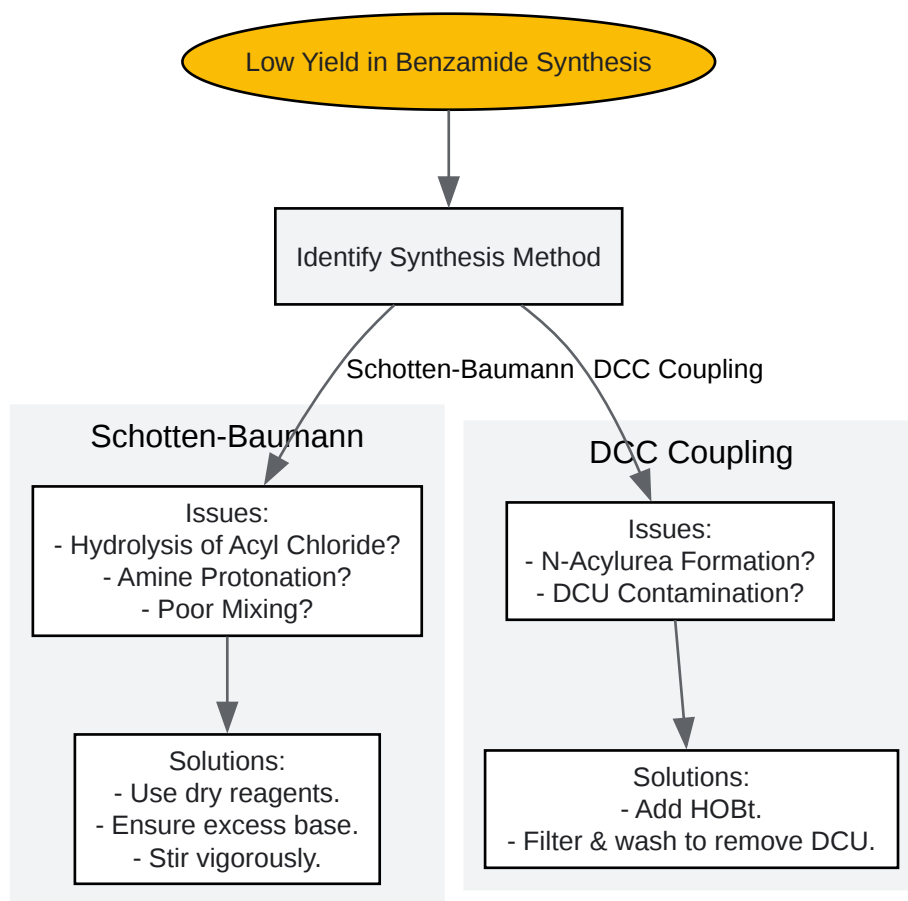 Low Yield in Benzamide Synthesis
Identify Synthesis Method
Schotten-Baumann
DCC Coupling
Schotten-Baumann
Issues:
- Hydrolysis of Acyl Chloride?
- Amine Protonation?
- Poor Mixing?
Solutions:
- Use dry reagents.
- Ensure excess base.
- Stir vigorously.
DCC Coupling
Issues:
- N-Acylurea Formation?
- DCU Contamination?
Solutions:
- Add HOBt.
- Filter & wash to remove DCU.